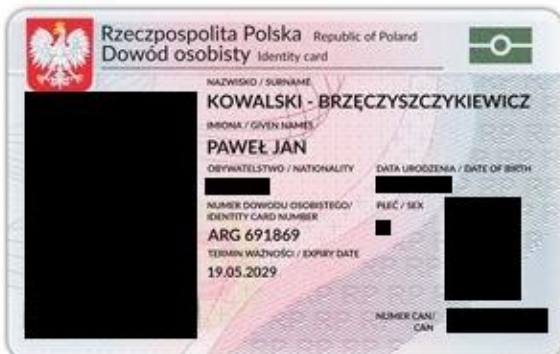 Rzeczpospolita Polska Republic of Poland
Dowód osobisty Identity card
NAZWISKO / SURNAME
KOWALSKI - BRZĘCZYSZCZYKIEWICZ
IMIONA / GIVEN NAMES
PAWEŁ JAN
OBYWATELSTWO / NATIONALITY DATA URODZENIA / DATE OF BIRTH
NUMER DOWODU OSOBISTEGO/ PŁEĆ / SEX
IDENTITY CARD NUMBER
ARG 691869
TERMIN WAŻNOŚCI / EXPIRY DATE
19.05.2029
NUMER CAN/
CAN